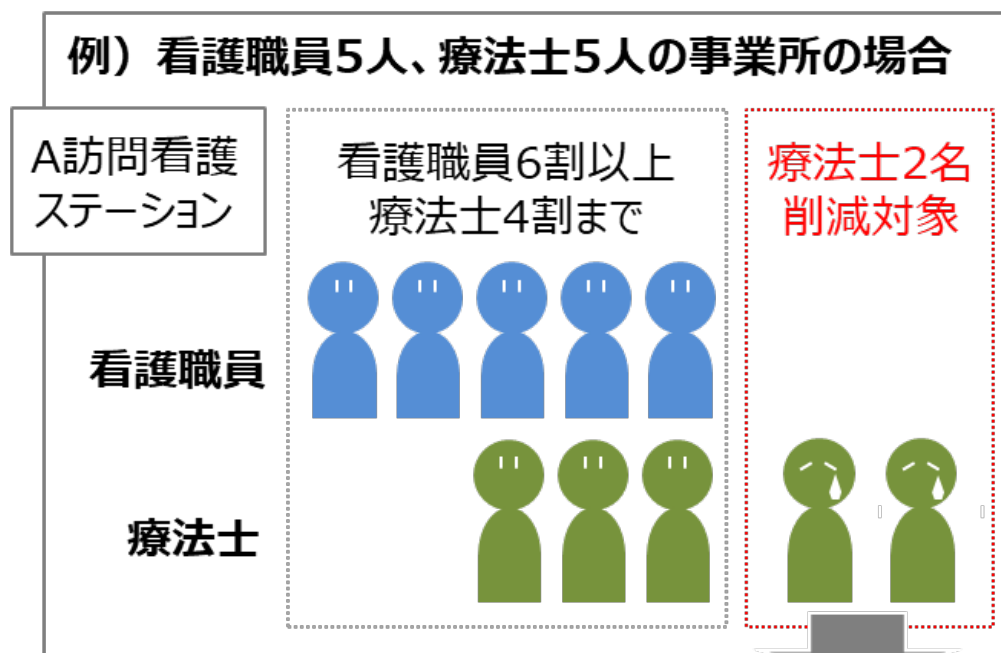 例）看護職員5人、療法士5人の事業所の場合
A訪問看護
ステーション
看護職員6割以上
療法士4割まで
療法士2名
削減対象
看護職員
療法士